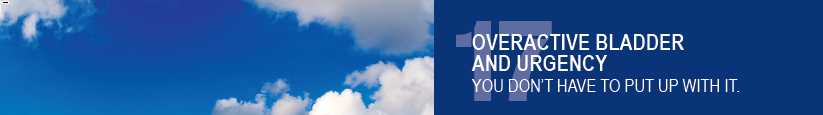 17
OVERACTIVE BLADDER
AND URGENCY
YOU DON'T HAVE TO PUT UP WITH IT.